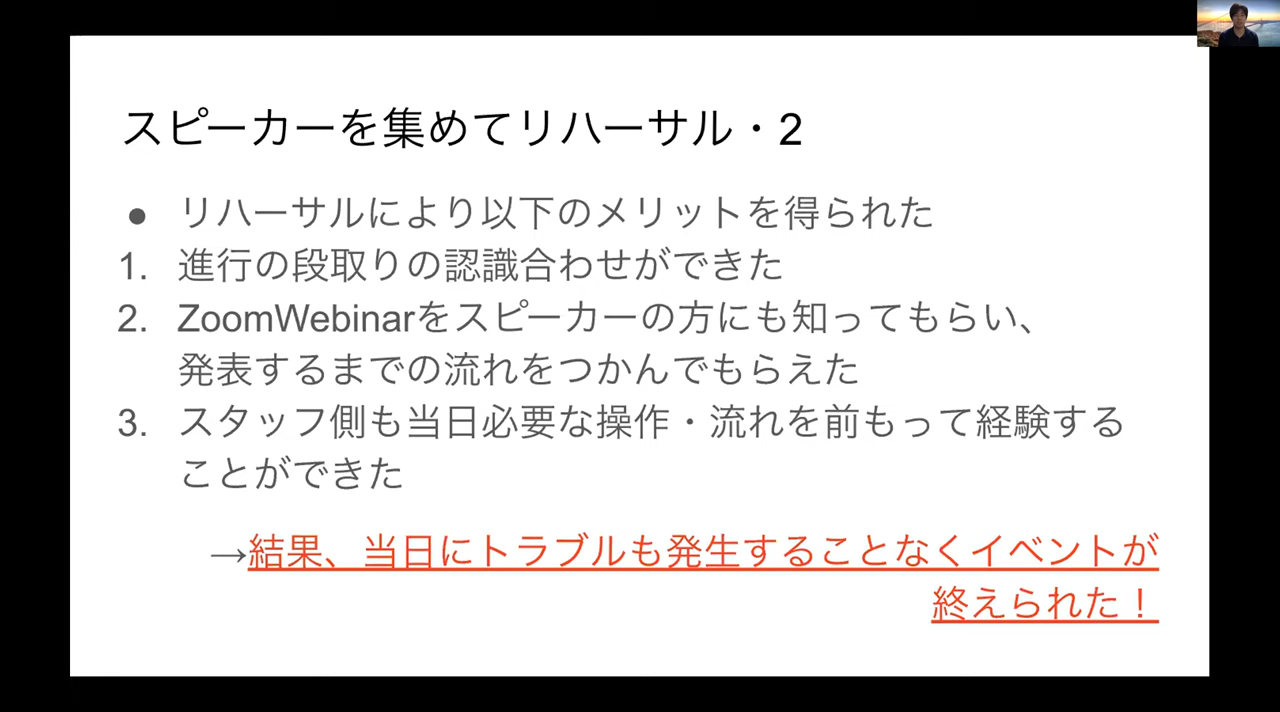 スピーカーを集めてリハーサル・2
● リハーサルにより以下のメリットを得られた
1. 進行の段取りの認識合わせができた
2. ZoomWebinarをスピーカーの方にも知ってもらい、
発表するまでの流れをつかんでもらえた
3. スタッフ側も当日必要な操作・流れを前もって経験する
ことができた
→結果、当日にトラブルも発生することなくイベントが
終えられた！